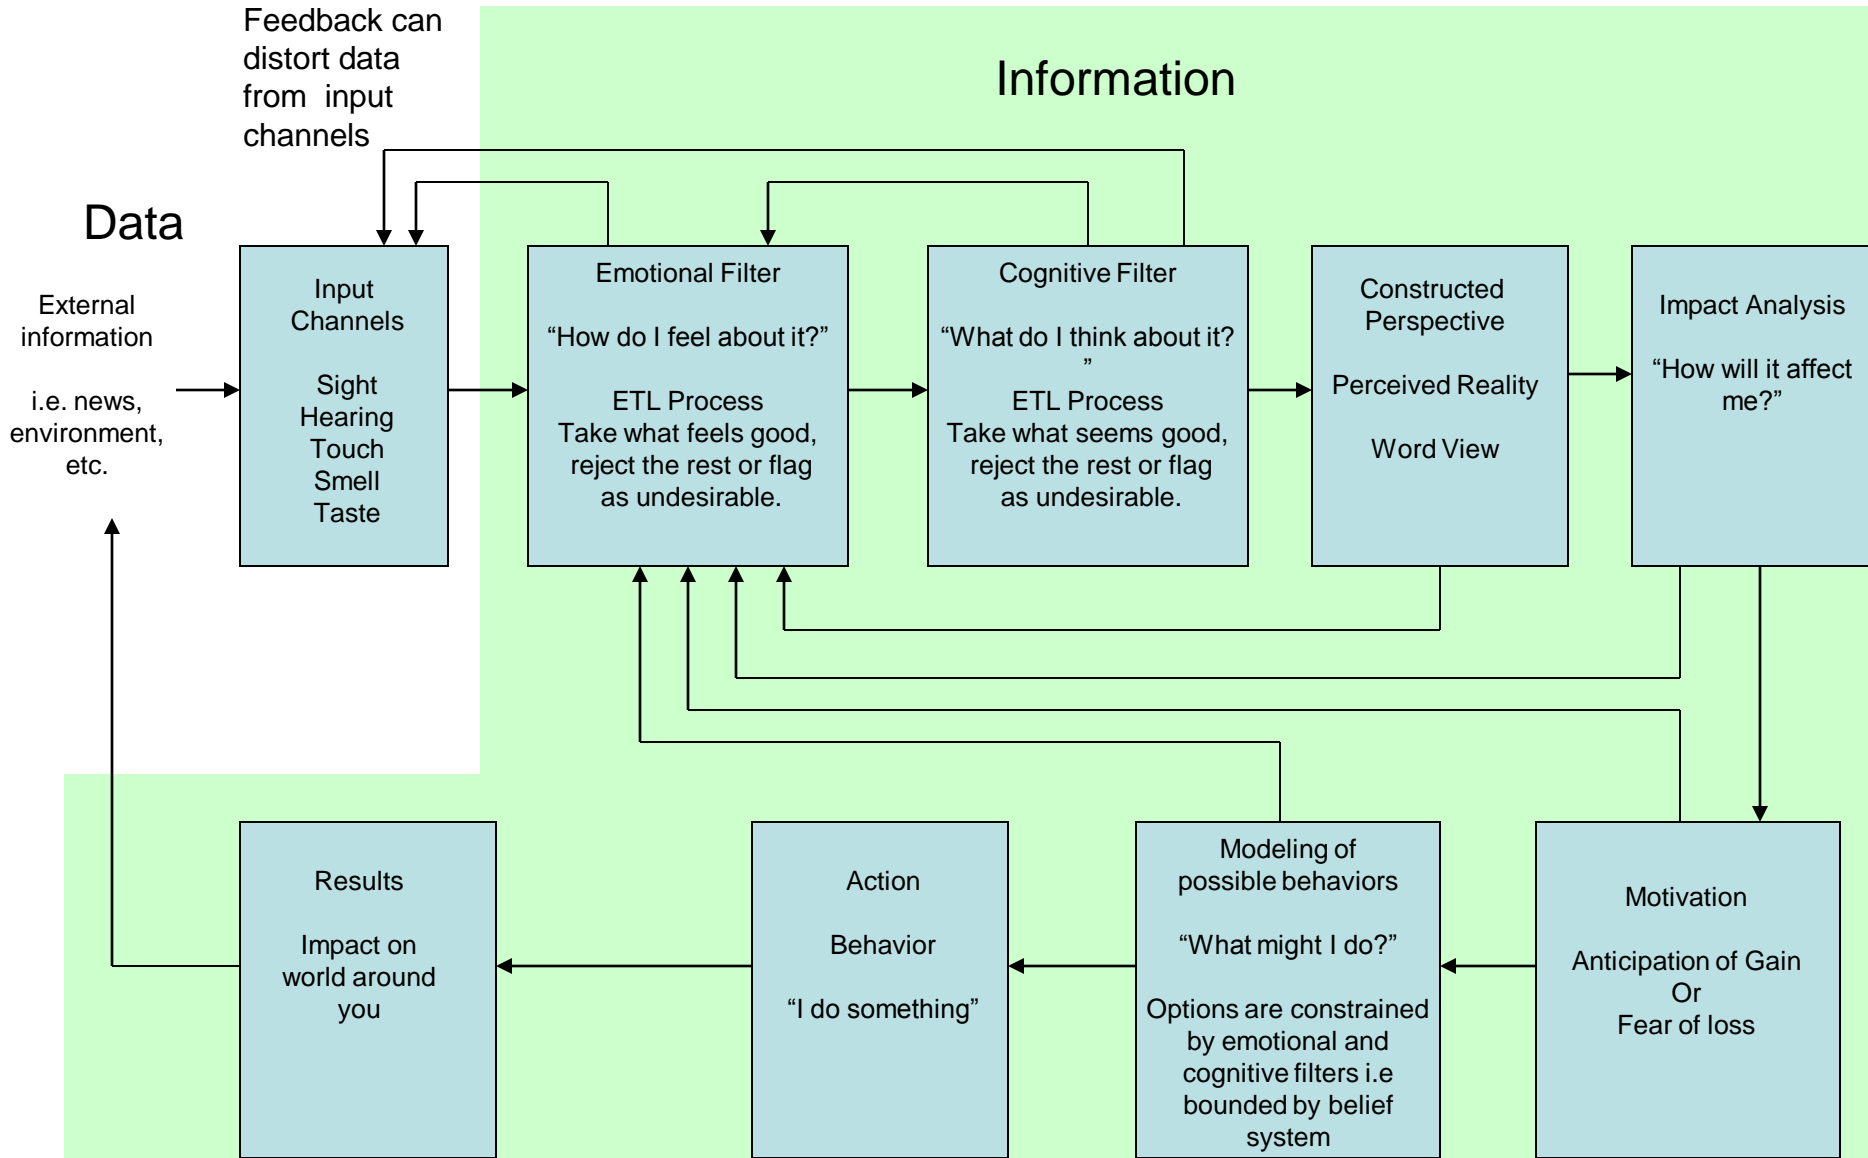 Feedback can
distort data
from input
channels
Information
Data
External
information
i.e. news,
environment,
etc.
Input
Channels
Sight
Hearing
Touch
Smell
Taste
Emotional Filter
“How do I feel about it?”
ETL Process
Take what feels good,
reject the rest or flag
as undesirable.
Cognitive Filter
“What do I think about it?
”
ETL Process
Take what seems good,
reject the rest or flag
as undesirable.
Constructed
Perspective
Perceived Reality
Word View
Impact Analysis
“How will it affect
me?”
Results
Impact on
world around
you
Action
Behavior
“I do something”
Modeling of
possible behaviors
“What might I do?”
Options are constrained
by emotional and
cognitive filters i.e
bounded by belief
system
Motivation
Anticipation of Gain
Or
Fear of loss